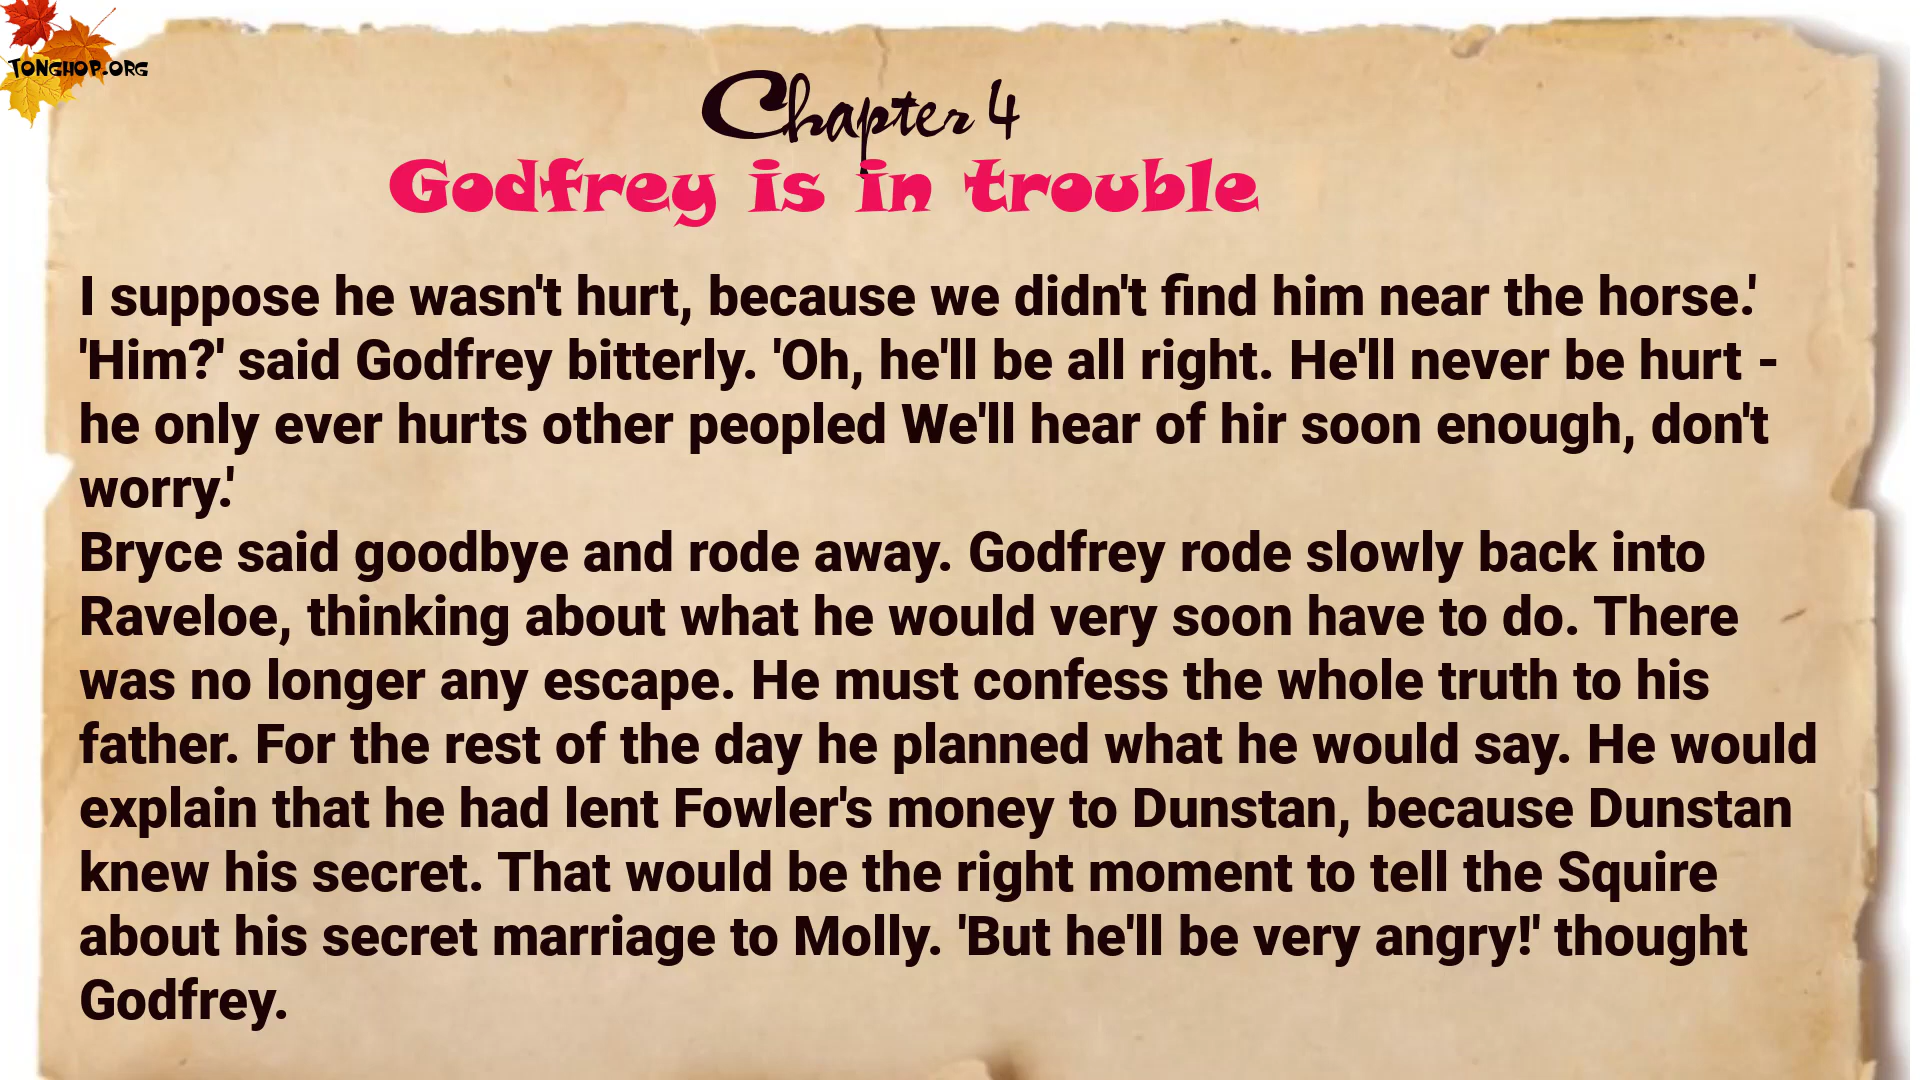 TONGHOP.ORG
Chapter 4
Godfrey is in trouble
I suppose he wasn't hurt, because we didn't find him near the horse.'
'Him?' said Godfrey bitterly. 'Oh, he'll be all right. He'll never be hurt -
he only ever hurts other peopled We'll hear of hir soon enough, don't
worry.'
Bryce said goodbye and rode away. Godfrey rode slowly back into
Raveloe, thinking about what he would very soon have to do. There
was no longer any escape. He must confess the whole truth to his
father. For the rest of the day he planned what he would say. He would
explain that he had lent Fowler's money to Dunstan, because Dunstan
knew his secret. That would be the right moment to tell the Squire
about his secret marriage to Molly. 'But he'll be very angry!' thought
Godfrey.